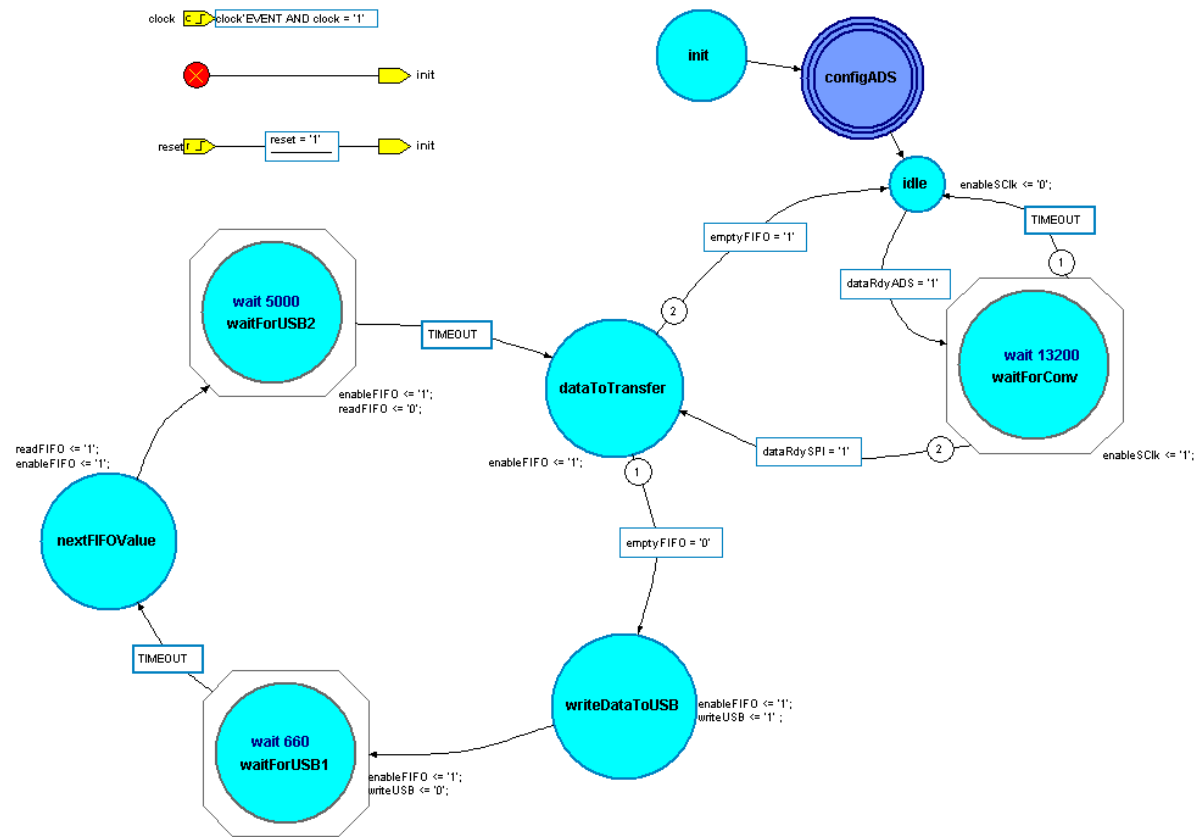 clock
c
clock'EVENT AND clock = '1'
init
reset
r
reset = '1'
init
init
configADS
idle
enableSClk <= '0';
TIMEOUT
1
emptyFIFO = '1'
2
dataRdyADS = '1'
wait 13200
waitForConv
enableSClk <= '1';
2
dataRdySPI = '1'
wait 5000
waitForUSB2
TIMEOUT
enableFIFO <= '1';
readFIFO <= '0';
dataToTransfer
enableFIFO <= '1';
1
emptyFIFO = '0'
readFIFO <= '1';
enableFIFO <= '1';
nextFIFOValue
TIMEOUT
writeDataToUSB
enableFIFO <= '1';
writeUSB <= '1' ;
wait 660
waitForUSB1
enableFIFO <= '1';
writeUSB <= '0';